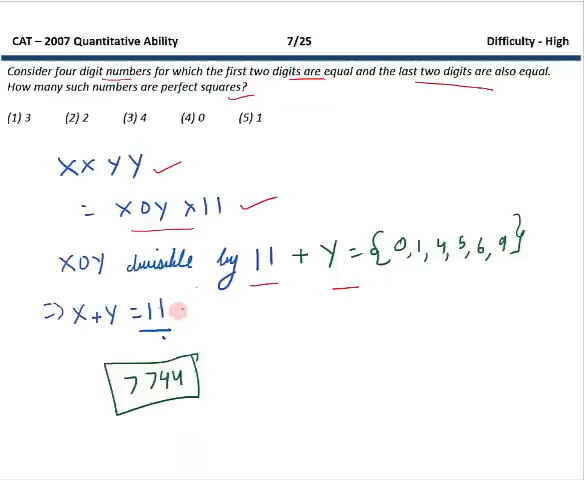 CAT – 2007 Quantitative Ability 7/25 Difficulty - High
Consider four digit numbers for which the first two digits are equal and the last two digits are also equal.
How many such numbers are perfect squares?
(1) 3 (2) 2 (3) 4 (4) 0 (5) 1
XX YY
= X0Y x11
X0Y divisible by 11 + Y = {0, 1, 4, 5, 6, 9}
=> X+Y = 11
7744